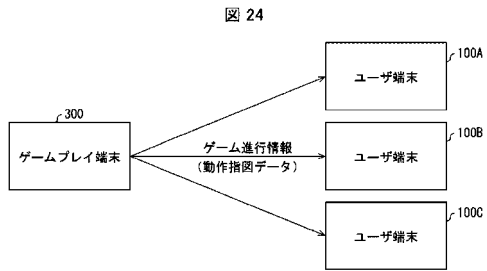 図 24
100A
ユーザ端末
300
ゲームプレイ端末
ゲーム進行情報
(動作指図データ)
100B
ユーザ端末
100C
ユーザ端末